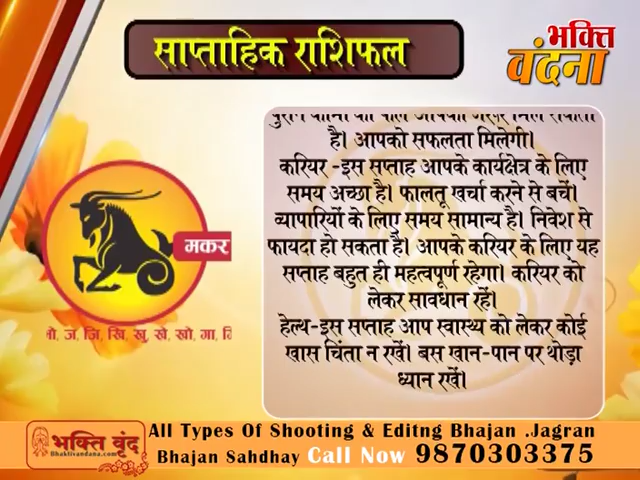 साप्ताहिक राशिफल
भक्ति
वंदना
है। आपको सफलता मिलेगी।
करियर -इस सप्ताह आपके कार्यक्षेत्र के लिए
समय अच्छा है। फालतू खर्चा करने से बचें।
व्यापारियों के लिए समय सामान्य है। निवेश से
फायदा हो सकता है। आपके करियर के लिए यह
सप्ताह बहुत ही महत्वपूर्ण रहेगा। करियर को
लेकर सावधान रहें।
हेल्थ-इस सप्ताह आप स्वास्थ्य को लेकर कोई
खास चिंता न रखें। बस खान-पान पर थोड़ा
ध्यान रखें।
मकर
जे, ज, जि, खि, खु, खे, खो, गा,
भक्ति वृंद
Bhaktivandana.com
All Types Of Shooting & Editng Bhajan .Jagran
Bhajan Sahdhay Call Now 9870303375